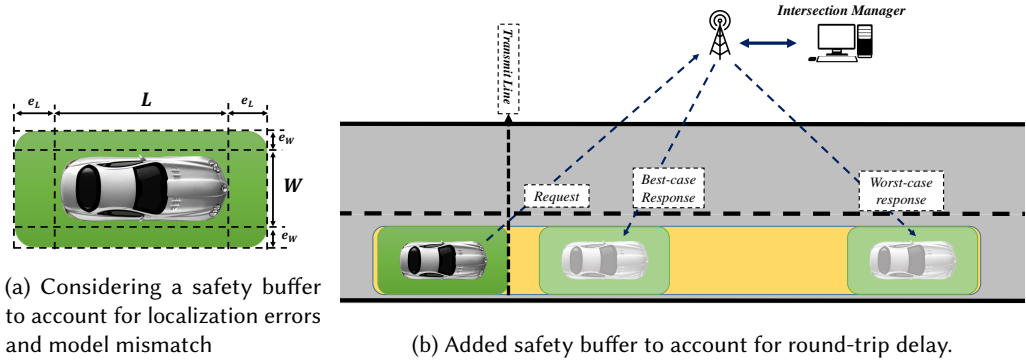 e_L
L
e_L
e_W
W
e_W
(a) Considering a safety buffer
to account for localization errors
and model mismatch
Transmit Line
Intersection Manager
Request
Best-case
Response
Worst-case
response
(b) Added safety buffer to account for round-trip delay.